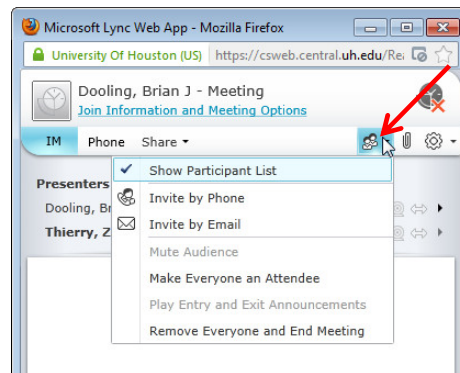 Microsoft Lync Web App - Mozilla Firefox
University Of Houston (US) https://csweb.central.uh.edu/Rea
Dooling, Brian J - Meeting
Join Information and Meeting Options
IM Phone Share
Show Participant List
Presenters
Invite by Phone
Dooling, Br
Invite by Email
Thierry, Z
Mute Audience
Make Everyone an Attendee
Play Entry and Exit Announcements
Remove Everyone and End Meeting